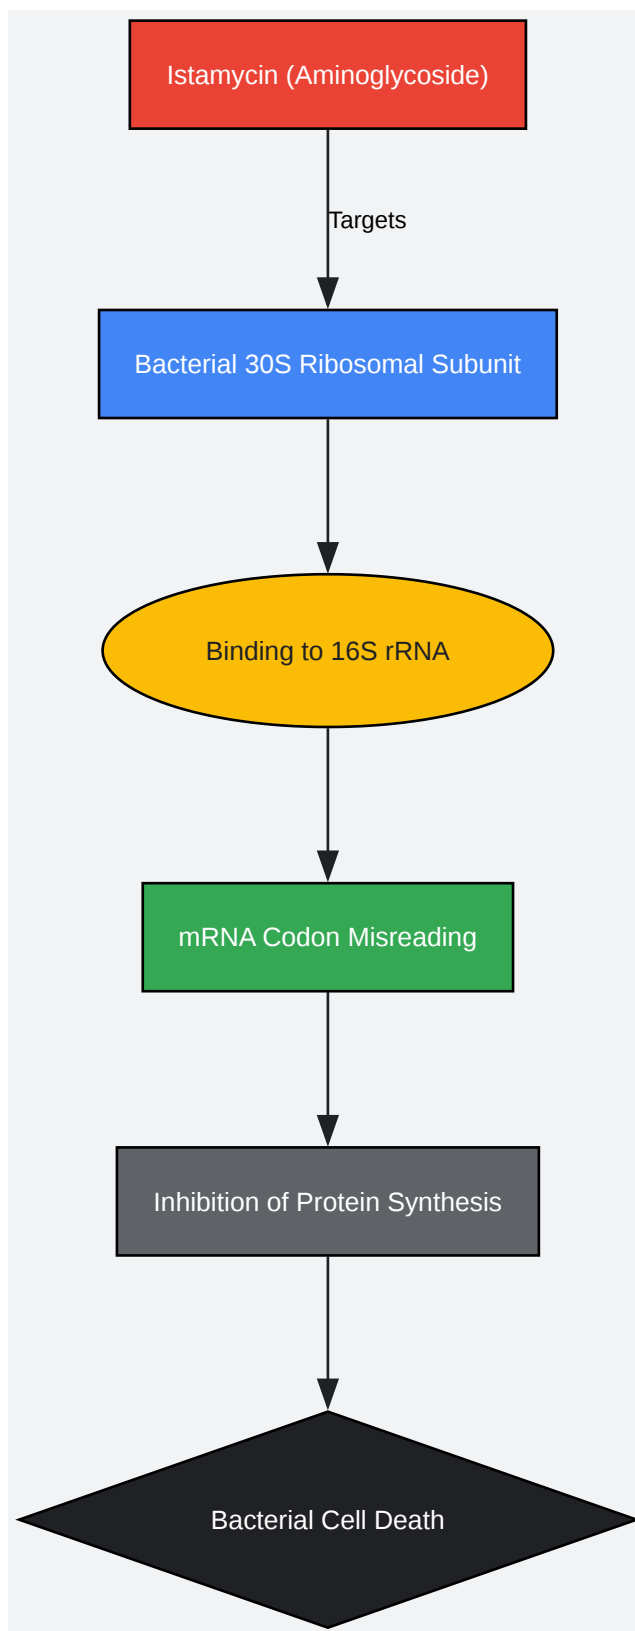 Istamycin (Aminoglycoside)
Targets
Bacterial 30S Ribosomal Subunit
Binding to 16S rRNA
mRNA Codon Misreading
Inhibition of Protein Synthesis
Bacterial Cell Death